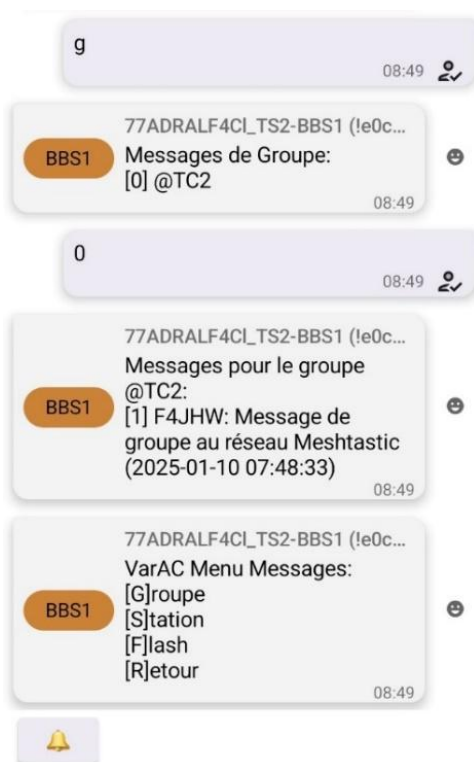 g
08:49
77ADRALF4CI_TS2-BBS1 (!e0c...
BBS1
Messages de Groupe:
[0] @TC2
08:49
0
08:49
77ADRALF4CI_TS2-BBS1 (!e0c...
Messages pour le groupe
@TC2:
BBS1
[1] F4JHW: Message de
groupe au réseau Meshtastic
(2025-01-10 07:48:33)
08:49
77ADRALF4CI_TS2-BBS1 (!e0c...
VarAC Menu Messages:
[G]roupe
BBS1
[S]tation
[F]lash
[R]etour
08:49